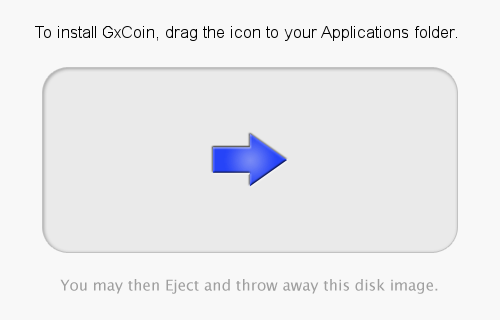 To install GxCoin, drag the icon to your Applications folder.
You may then Eject and throw away this disk image.